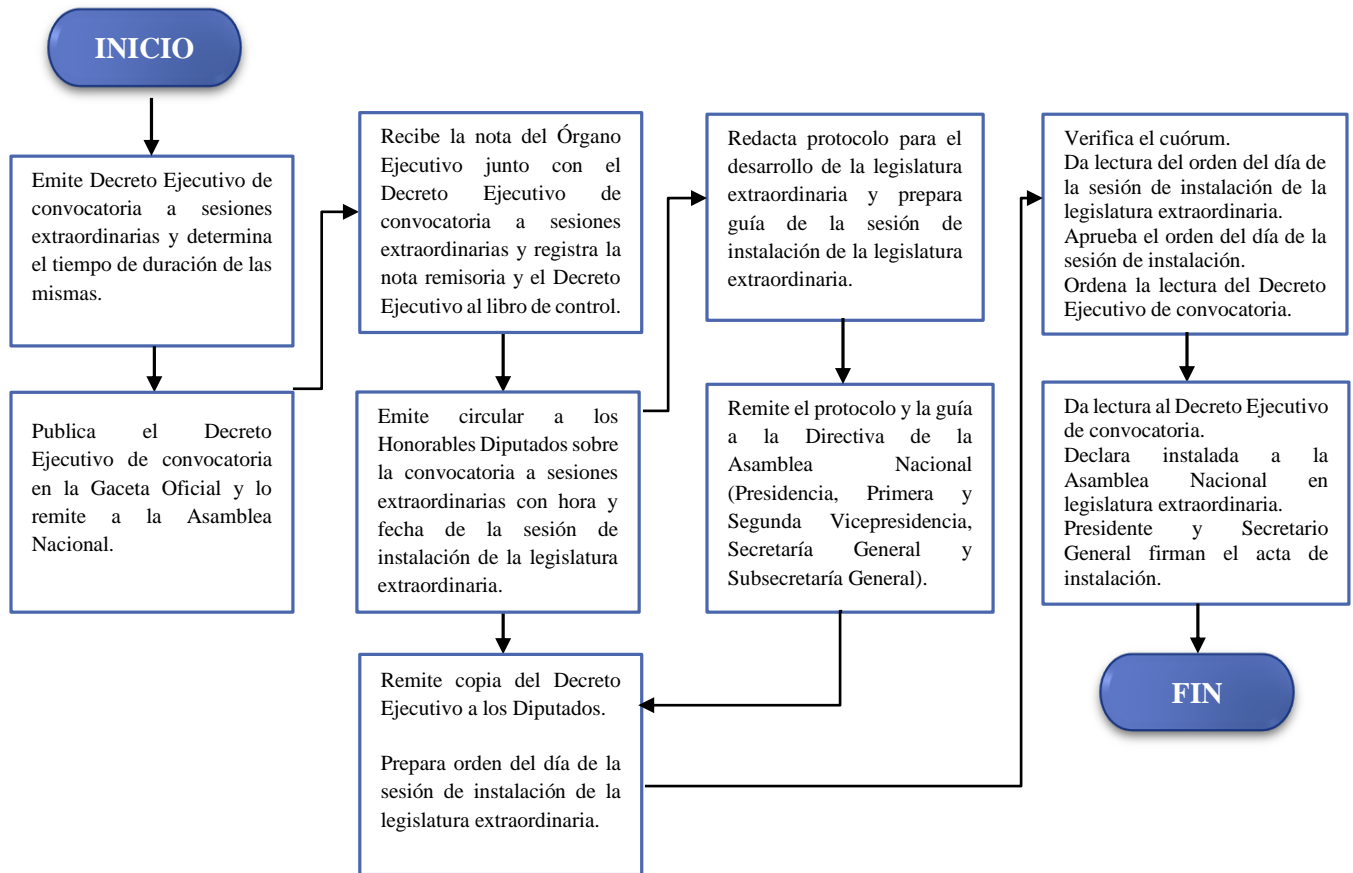 INICIO
Emite Decreto Ejecutivo de
convocatoria a sesiones
extraordinarias y determina
el tiempo de duración de las
mismas.
Publica el Decreto
Ejecutivo de convocatoria
en la Gaceta Oficial y lo
remite a la Asamblea
Nacional.
Recibe la nota del Órgano
Ejecutivo junto con el
Decreto Ejecutivo de
convocatoria a sesiones
extraordinarias y registra la
nota remisoria y el Decreto
Ejecutivo al libro de control.
Emite circular a los
Honorables Diputados sobre
la convocatoria a sesiones
extraordinarias con hora y
fecha de la sesión de
instalación de la legislatura
extraordinaria.
Redacta protocolo para el
desarrollo de la legislatura
extraordinaria y prepara
guía de la sesión de
instalación de la legislatura
extraordinaria.
Remite el protocolo y la guía
a la Directiva de la
Asamblea Nacional
(Presidencia, Primera y
Segunda Vicepresidencia,
Secretaría General y
Subsecretaría General).
Remite copia del Decreto
Ejecutivo a los Diputados.
Prepara orden del día de la
sesión de instalación de la
legislatura extraordinaria.
Verifica el cuórum.
Da lectura del orden del día de
la sesión de instalación de la
legislatura extraordinaria.
Aprueba el orden del día de la
sesión de instalación.
Ordena la lectura del Decreto
Ejecutivo de convocatoria.
Da lectura al Decreto Ejecutivo
de convocatoria.
Declara instalada a la
Asamblea Nacional en
legislatura extraordinaria.
Presidente y Secretario
General firman el acta de
instalación.
FIN